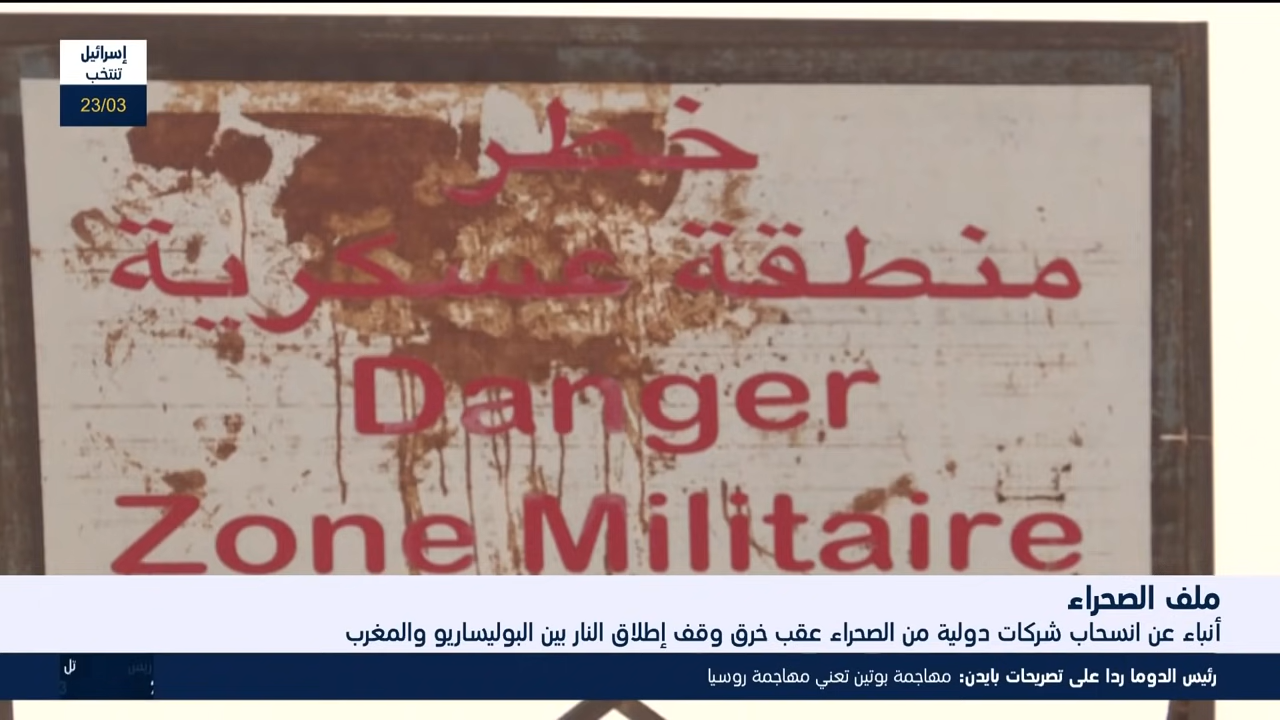 إسرائيل
تنتخب
23/03
خطر
منطقة عسكرية
Danger
Zone Militaire
ملف الصحراء
أنباء عن انسحاب شركات دولية من الصحراء عقب خرق وقف إطلاق النار بين البوليساريو والمغرب
رئيس الدوما ردا على تصريحات بايدن: مهاجمة بوتين تعني مهاجمة روسيا
تل